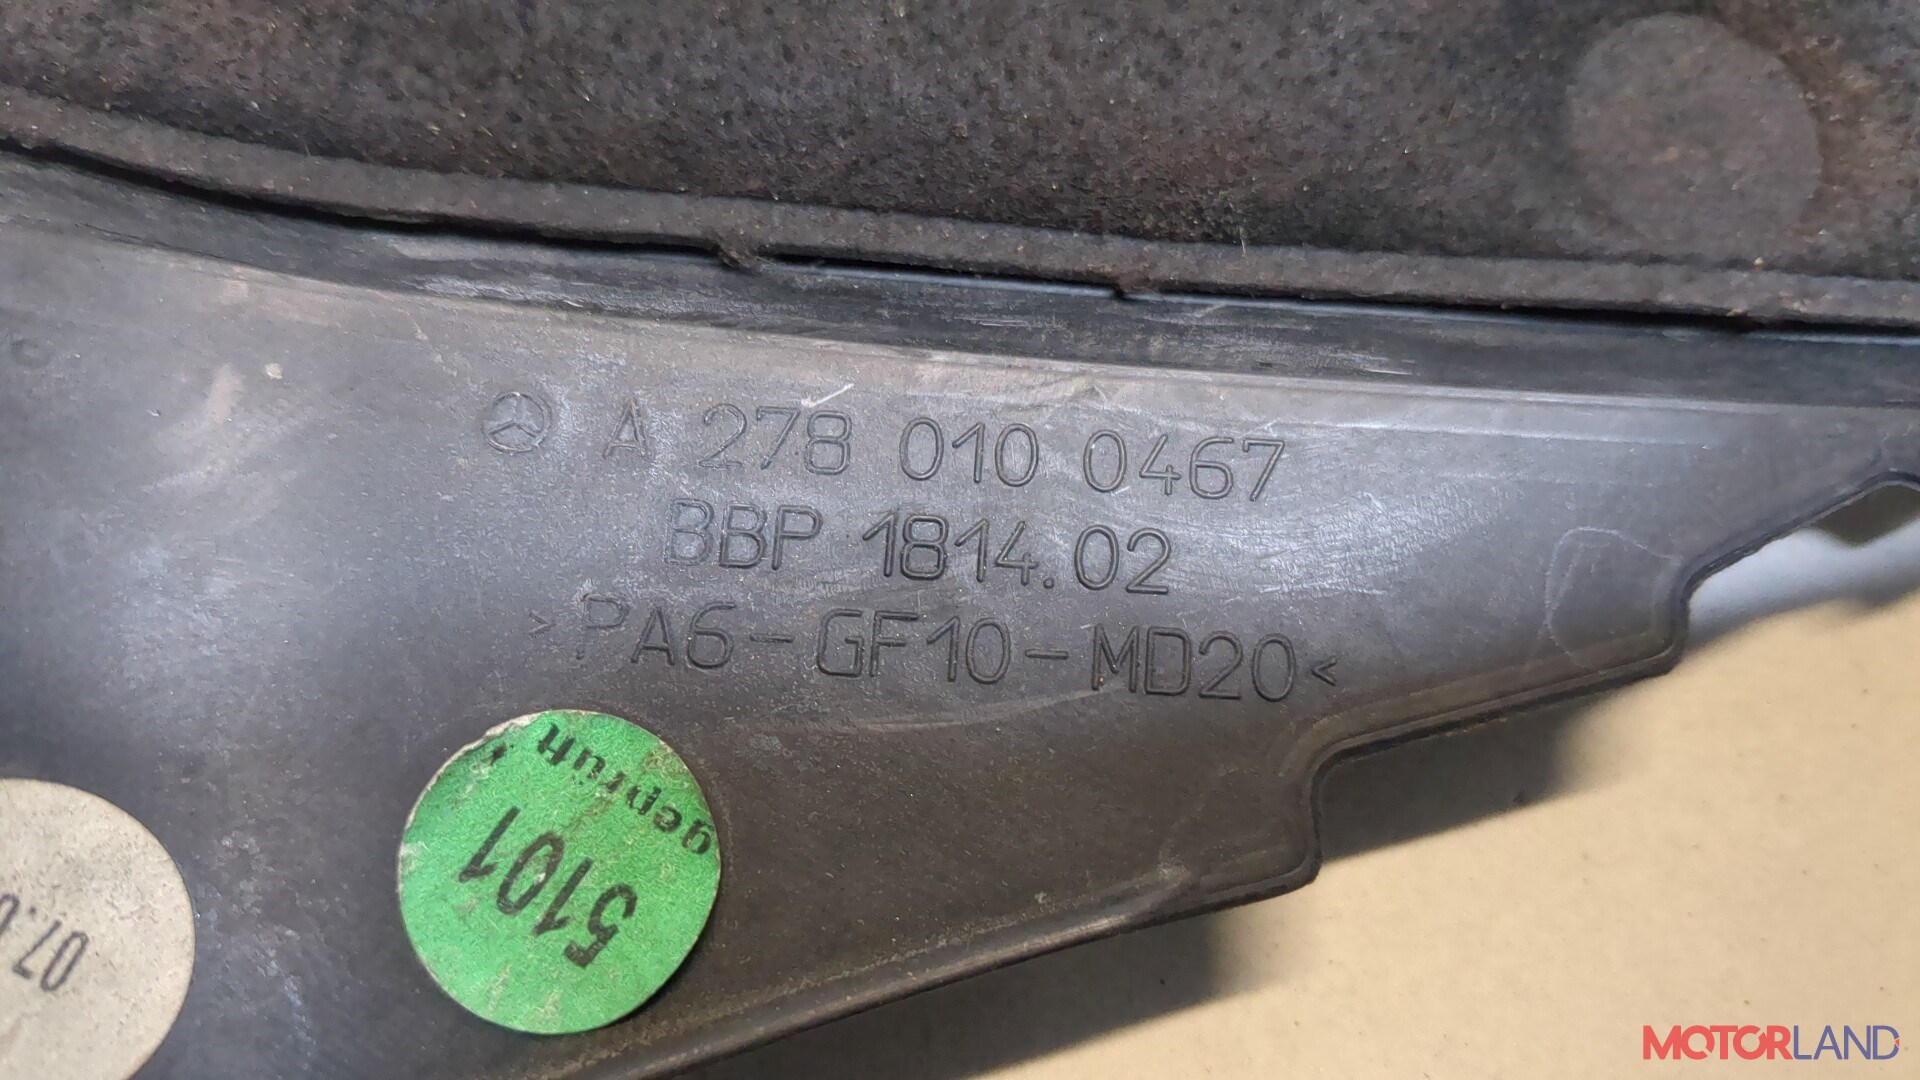 A 278 010 0467
BBP 1814.02
>PA6-GF10-MD20<
geprüft
5101
MOTORLAND